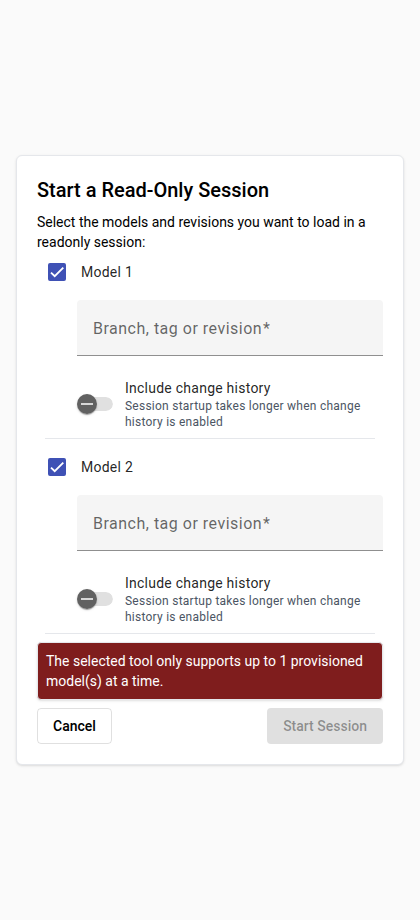 Start a Read-Only Session
Select the models and revisions you want to load in a
readonly session:
Model 1
Branch, tag or revision*
Include change history
Session startup takes longer when change
history is enabled
Model 2
Branch, tag or revision*
Include change history
Session startup takes longer when change
history is enabled
The selected tool only supports up to 1 provisioned
model(s) at a time.
Cancel
Start Session